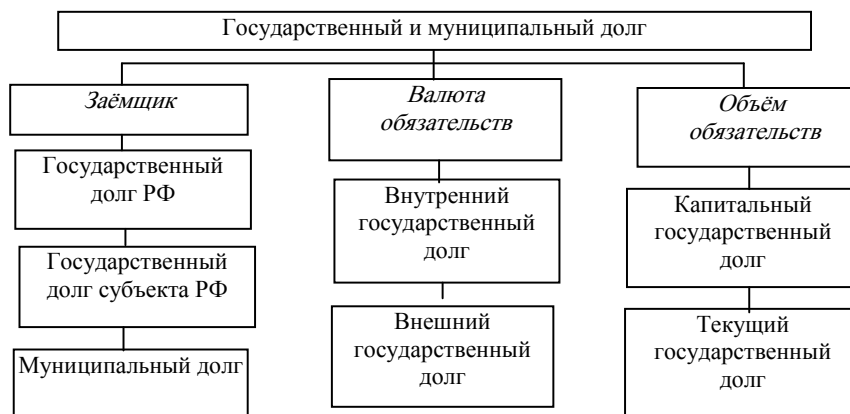 Государственный и муниципальный долг
Заёмщик
Государственный
долг РФ
Государственный
долг субъекта РФ
Муниципальный долг
Валюта
обязательств
Внутренний
государственный
долг
Внешний
государственный
долг
Объём
обязательств
Капитальный
государственный
долг
Текущий
государственный
долг